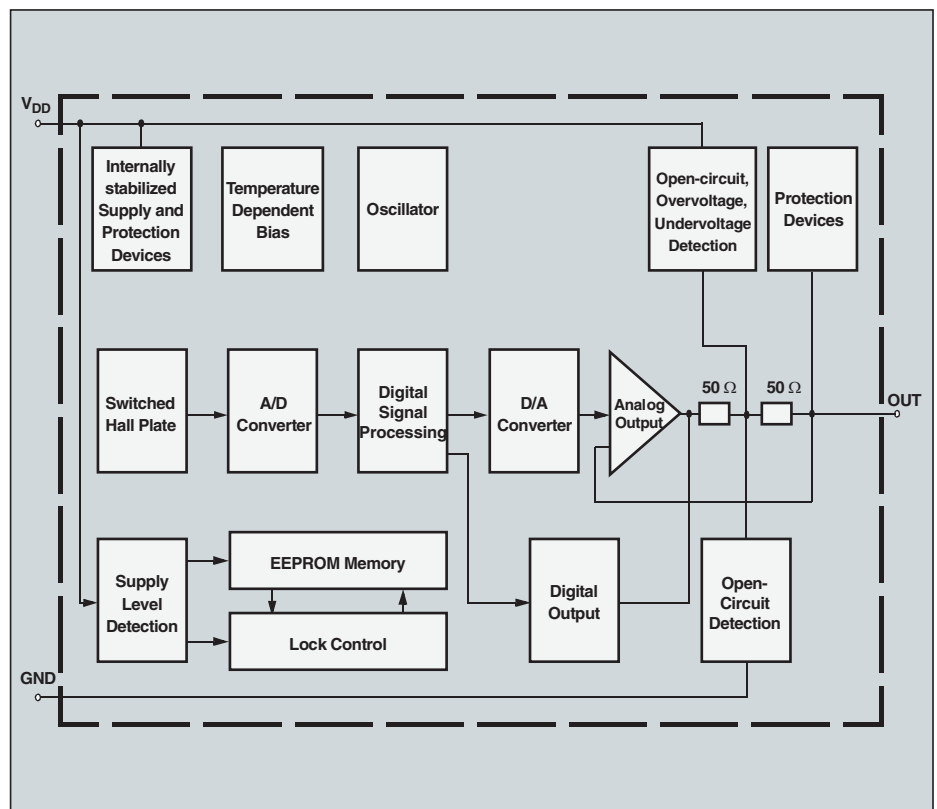 V_DD
Internally
stabilized
Supply and
Protection
Devices
Temperature
Dependent
Bias
Oscillator
Open-circuit,
Overvoltage,
Undervoltage
Detection
Protection
Devices
Switched
Hall Plate
A/D
Converter
Digital
Signal
Processing
D/A
Converter
Analog
Output
50 Ω
50 Ω
OUT
Supply
Level
Detection
EEPROM Memory
Lock Control
Digital
Output
Open-
Circuit
Detection
GND